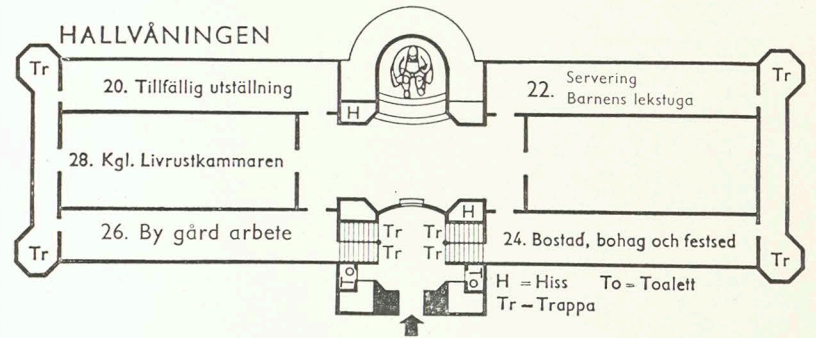 HALLVÅNINGEN
Tr
Tr
20. Tillfällig utställning
22. Servering
Barnens lekstuga
H
28. Kgl. Livrustkammaren
26. By gård arbete
H
Tr
Tr
Tr
Tr
24. Bostad, bohag och festsed
Tr
Tr
To
To
H = Hiss To = Toalett
Tr – Trappa